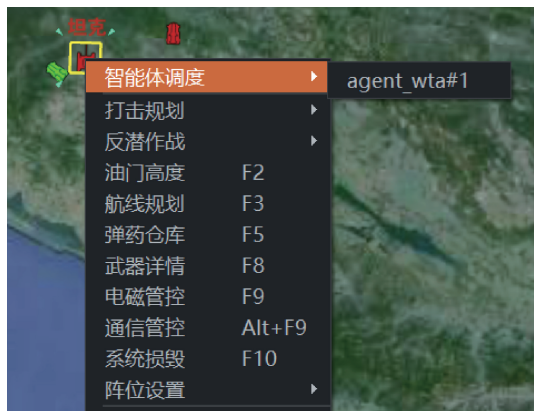 坦克
智能体调度 agent_wta#1
打击规划
反潜作战
油门高度 F2
航线规划 F3
弹药仓库 F5
武器详情 F8
电磁管控 F9
通信管控 Alt+F9
系统损毁 F10
阵位设置